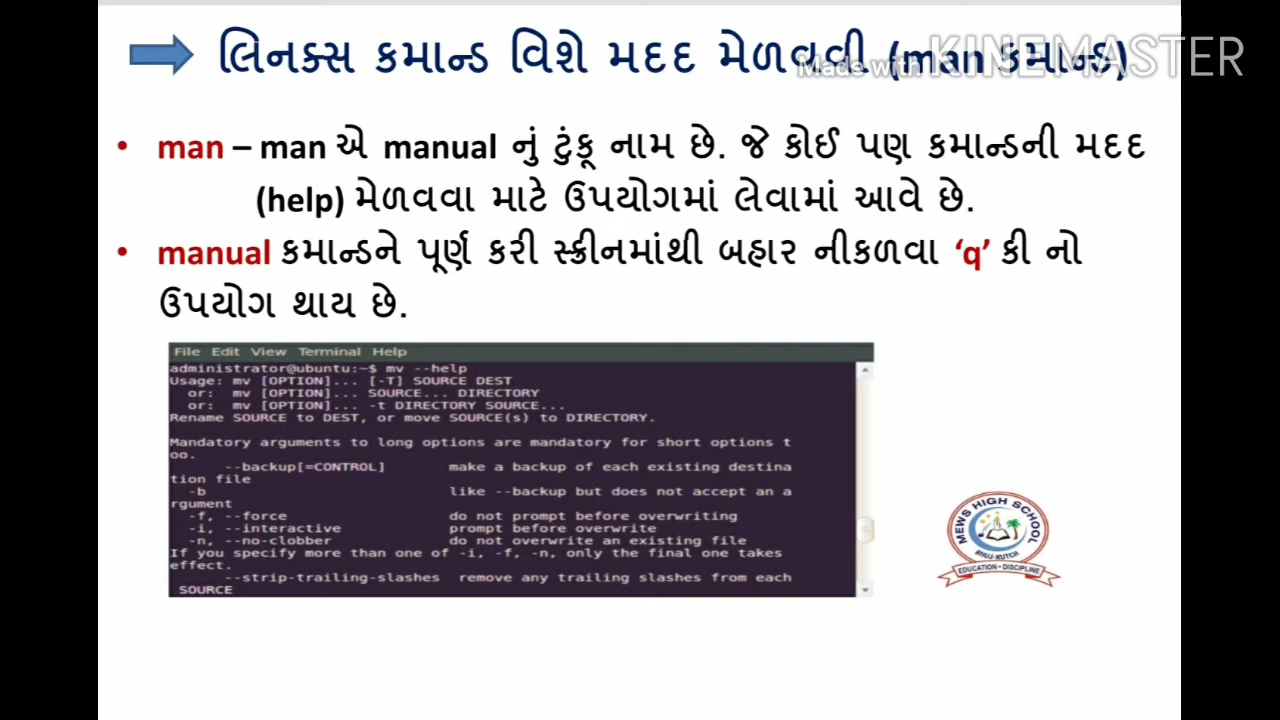 લિનક્સ કમાન્ડ વિશે મદદ મેળવવી (man કમાન્ડ)
Made with KINEMASTER
man – man એ manual નું ટુંકૂ નામ છે. જે કોઈ પણ કમાન્ડની મદદ
(help) મેળવવા માટે ઉપયોગમાં લેવામાં આવે છે.
manual કમાન્ડને પૂર્ણ કરી સ્ક્રીનમાંથી બહાર નીકળવા ‘q’ કી નો
ઉપયોગ થાય છે.
File Edit View Terminal Help
administrator@ubuntu:~$ mv --help
Usage: mv [OPTION]... [-T] SOURCE DEST
or: mv [OPTION]... SOURCE... DIRECTORY
or: mv [OPTION]... -t DIRECTORY SOURCE...
Rename SOURCE to DEST, or move SOURCE(s) to DIRECTORY.
Mandatory arguments to long options are mandatory for short options t
oo.
--backup[=CONTROL] make a backup of each existing destina
tion file
-b like --backup but does not accept an a
rgument
-f, --force do not prompt before overwriting
-i, --interactive prompt before overwrite
-n, --no-clobber do not overwrite an existing file
If you specify more than one of -i, -f, -n, only the final one takes
effect.
--strip-trailing-slashes remove any trailing slashes from each
SOURCE
MEWS HIGH SCHOOL
BHUJ-KUTCH
EDUCATION - DISCIPLINE